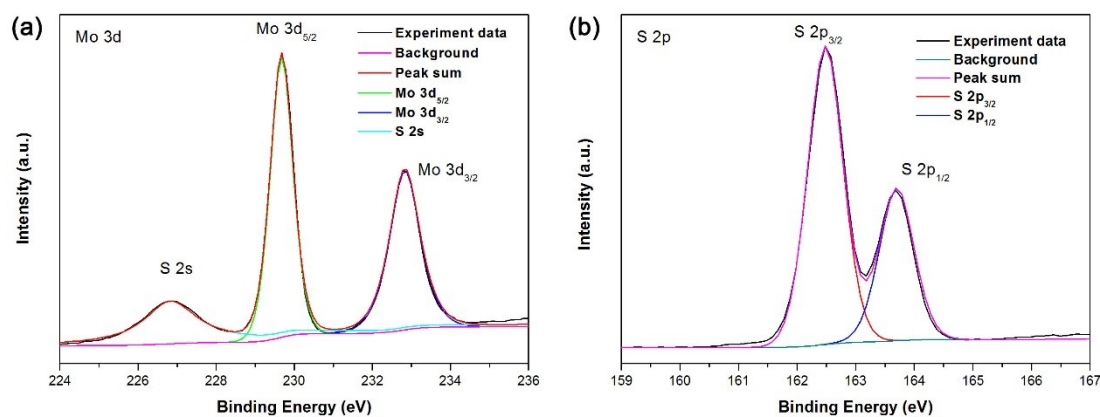 (a)
Mo 3d
Mo 3d5/2
Experiment data
Background
Peak sum
Mo 3d5/2
Mo 3d3/2
S 2s
Mo 3d3/2
S 2s
Intensity (a.u.)
224 226 228 230 232 234 236
Binding Energy (eV)
(b)
S 2p
S 2p3/2
Experiment data
Background
Peak sum
S 2p3/2
S 2p1/2
S 2p1/2
Intensity (a.u.)
159 160 161 162 163 164 165 166 167
Binding Energy (eV)